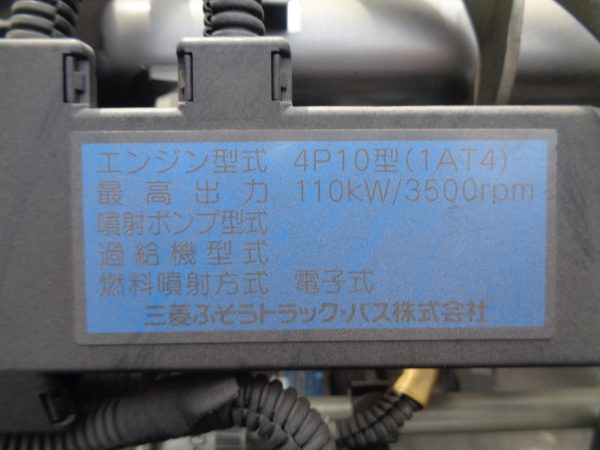 エンジン型式 4P10型(1AT4)
最高出力 110kW/3500rpm
噴射ポンプ型式
過給機型式
燃料噴射方式 電子式
三菱ふそうトラック・バス株式会社